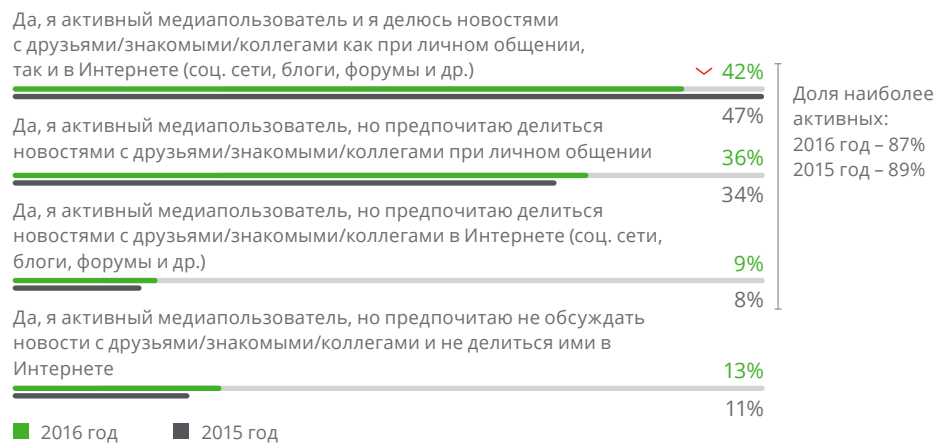 Да, я активный медиапользователь и я делюсь новостями
с друзьями/знакомыми/коллегами как при личном общении,
так и в Интернете (соц. сети, блоги, форумы и др.)
42%
47%
Да, я активный медиапользователь, но предпочитаю делиться
новостями с друзьями/знакомыми/коллегами при личном общении
36%
34%
Да, я активный медиапользователь, но предпочитаю делиться
новостями с друзьями/знакомыми/коллегами в Интернете (соц. сети,
блоги, форумы и др.)
9%
8%
Да, я активный медиапользователь, но предпочитаю не обсуждать
новости с друзьями/знакомыми/коллегами и не делиться ими в
Интернете
13%
11%
Доля наиболее
активных:
2016 год – 87%
2015 год – 89%
2016 год
2015 год